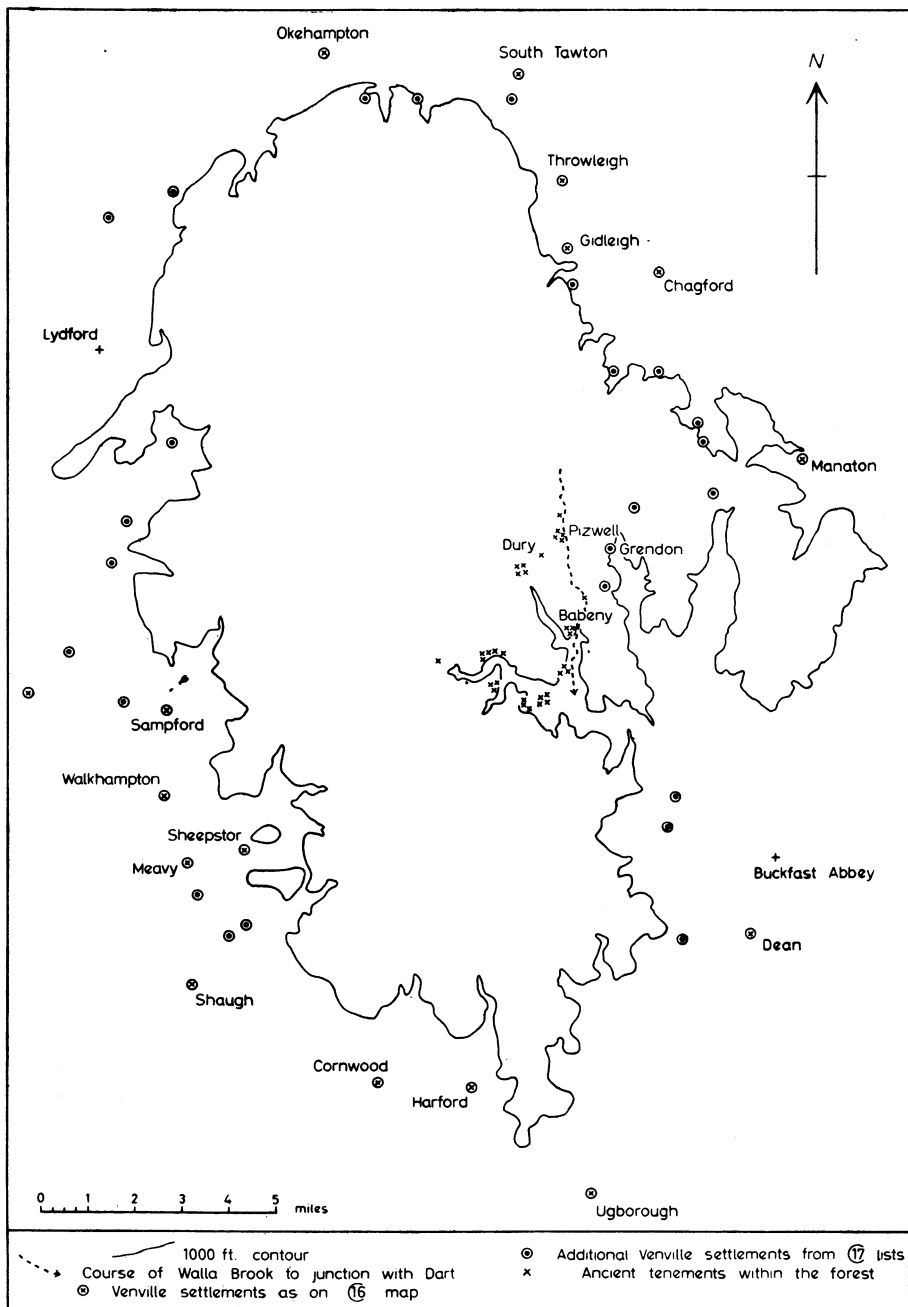 Okehampton
South Tawton
N
Throwleigh
Gidleigh
Chagford
Lydford
Manaton
Pizwell
Dury
Grendon
Babeny
Sampford
Walkhampton
Sheepstor
Meavy
Buckfast Abbey
Dean
Shaugh
Cornwood
Harford
0 1 2 3 4 5
miles
Ugborough
1000 ft. contour
Course of Walla Brook to junction with Dart
Venville settlements as on 16 map
Additional Venville settlements from 17 lists
Ancient tenements within the forest